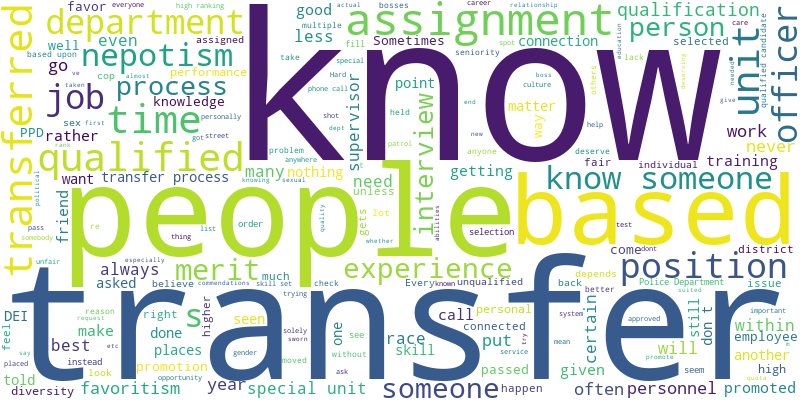 favor everyone high ranking multiple actual bosses career relationship
department good assignment qualification
transferred well even assigned less Sometimes connection person care
based upon nepotism fill special seniority spot selected education
go cop performance take Hard boss others lack deserving
job process phone call culture needed qualified candidate
ve almost knowledge point supervisor unit officer
taken personally shot held matter give
PPD time got street dept end way help work never
rather sex first problem patrol new deserve
rank anywhere anyone fair individual training
qualified know
want transfer process many nothing need interview getting know someone
political knowing sexual unless
friend people based
re order gets lot abilities test
pass list quality whether selection
somebody thing come dont district
unfair especially merit experience position
always asked believe much commendations skill set Every known unqualified depends back Police Department issue
DEI reason request trying check personal better suited
feel make right done higher s seen transfer call connected certain system approved important
say best places solely sworn one see race put try service mean still don t within employee
placed instead look etc gender without skill will promote another
told promotion opportunity moved ask passed given seem quota high
diversity favoritism year special unit someone happen often personnel promoted